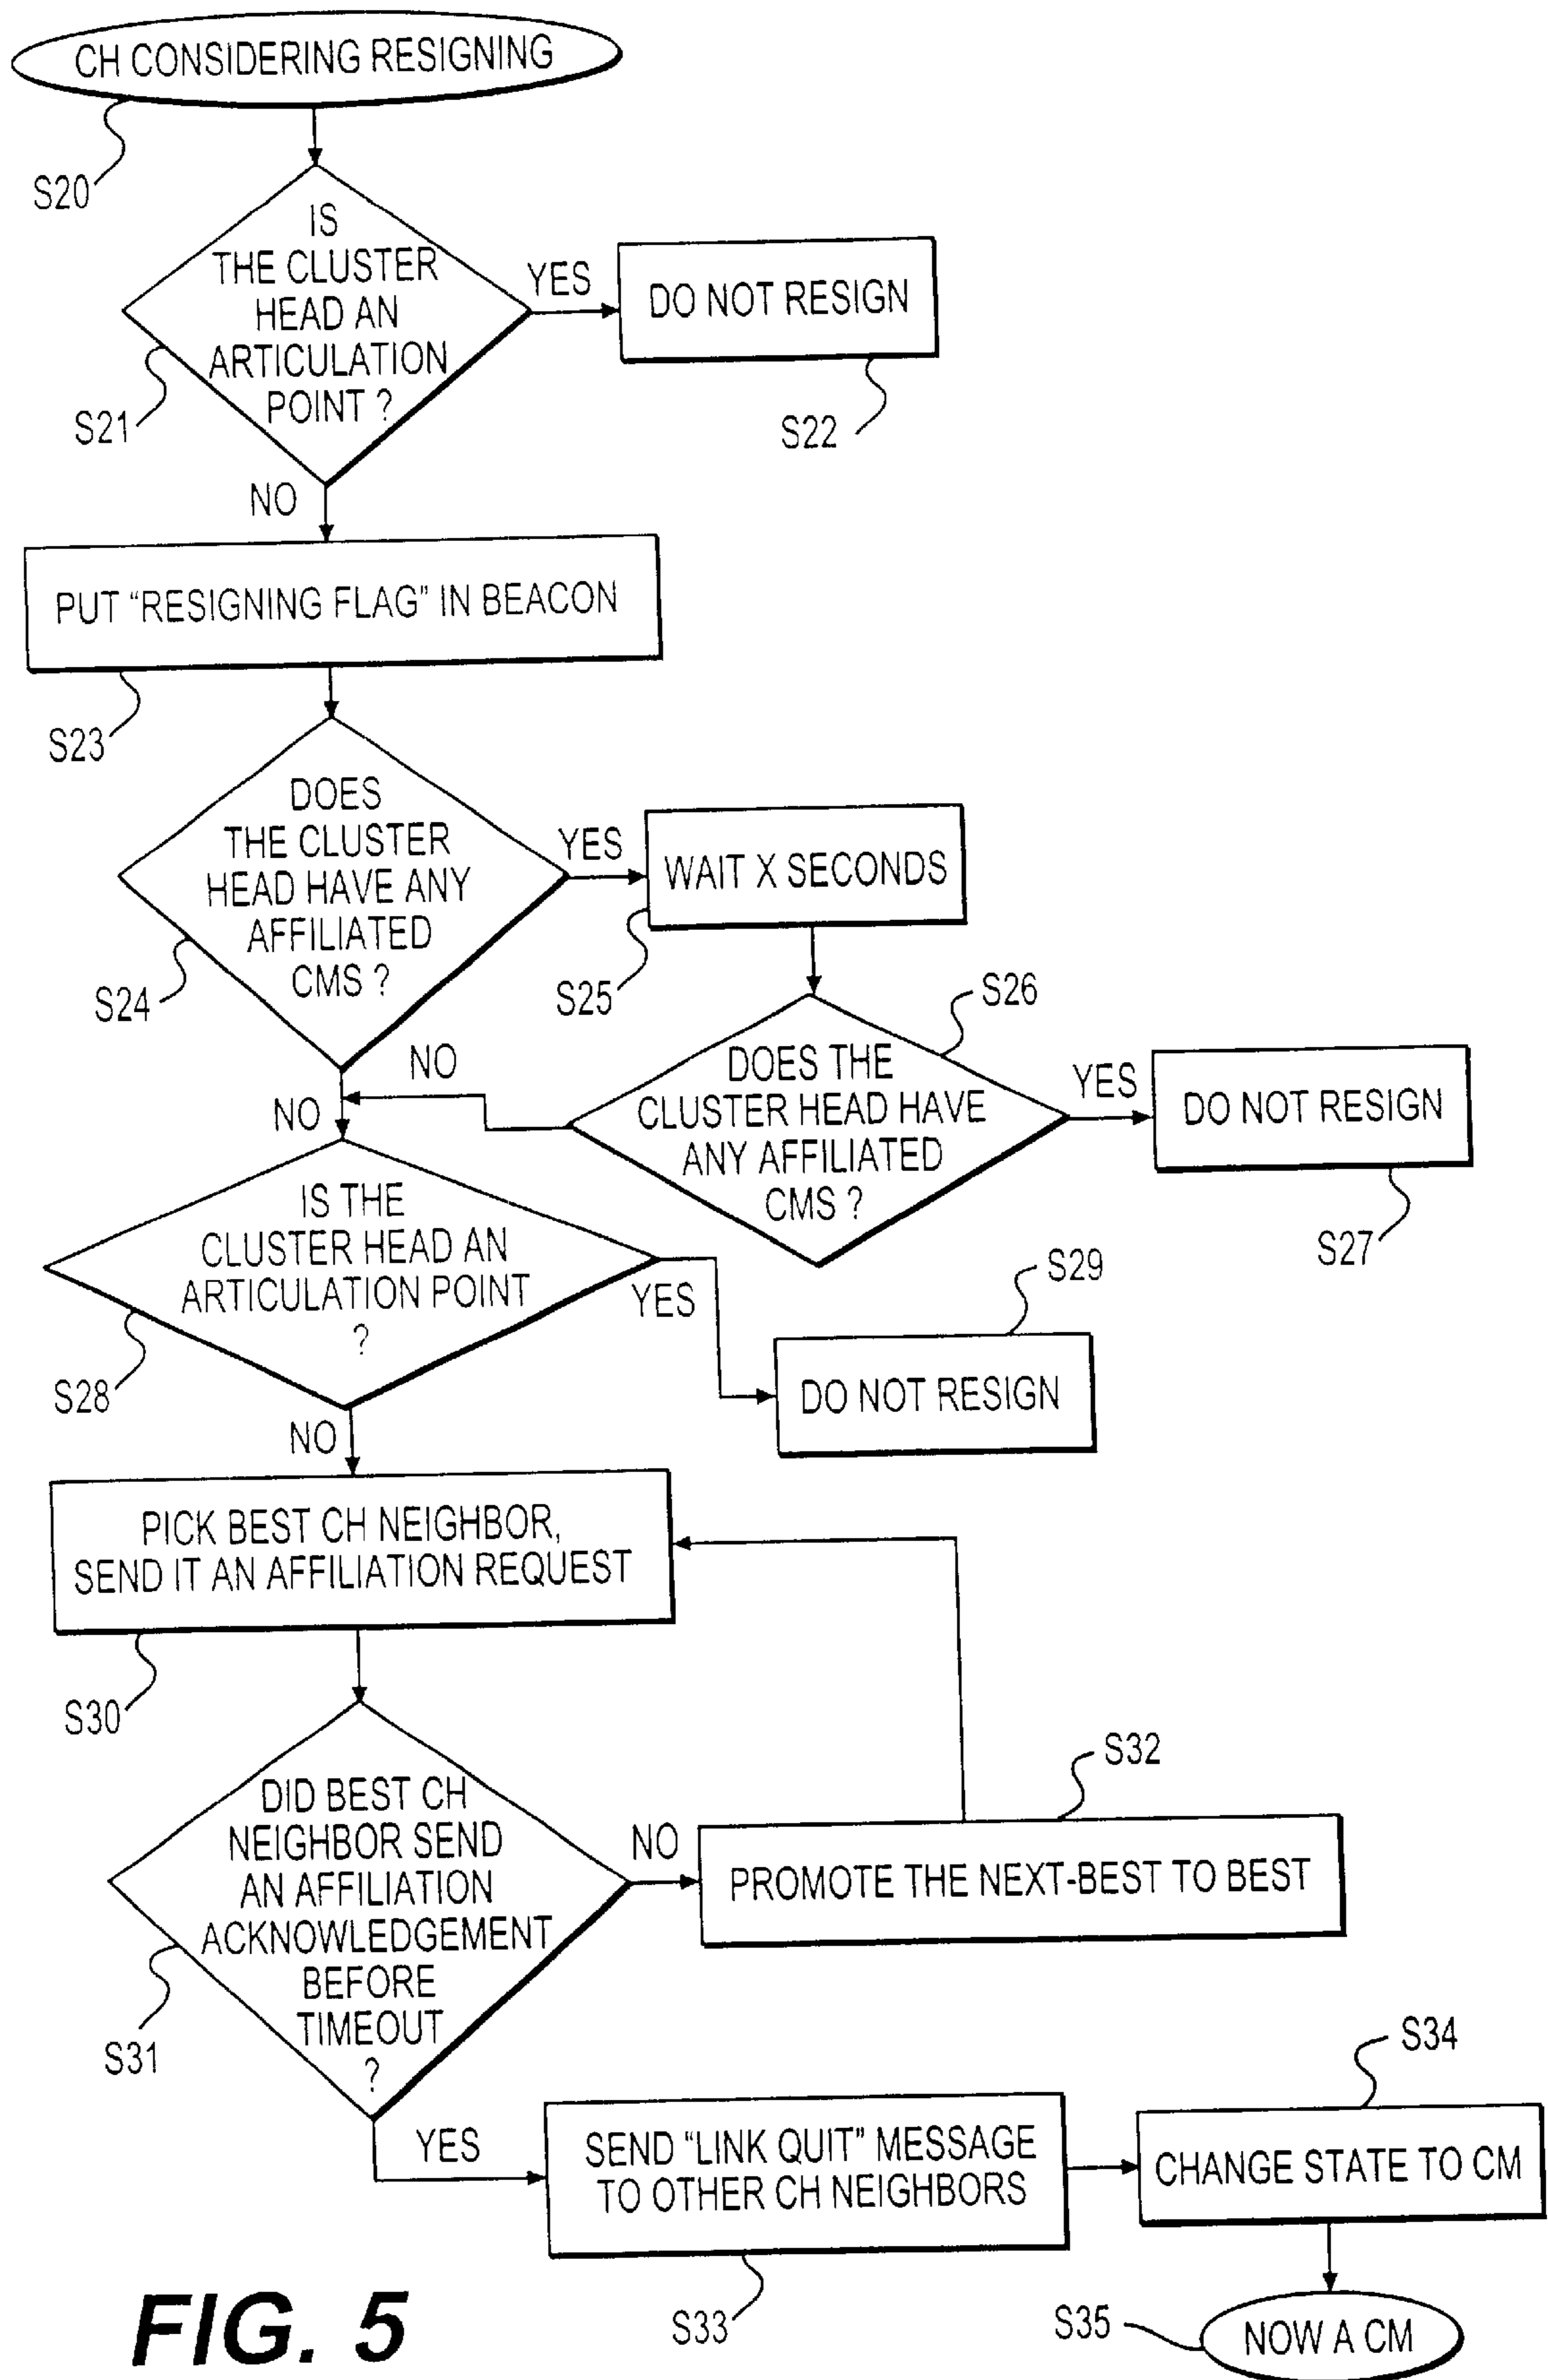 CH CONSIDERING RESIGNING
S20
IS
THE CLUSTER
HEAD AN
ARTICULATION
POINT ?
S21
YES
DO NOT RESIGN
S22
NO
PUT “RESIGNING FLAG” IN BEACON
S23
DOES
THE CLUSTER
HEAD HAVE ANY
AFFILIATED
CMS ?
S24
YES
WAIT X SECONDS
S25
S26
DOES THE
CLUSTER HEAD HAVE
ANY AFFILIATED
CMS ?
NO
YES
DO NOT RESIGN
S27
NO
IS THE
CLUSTER HEAD AN
ARTICULATION POINT
?
S28
YES
S29
DO NOT RESIGN
NO
PICK BEST CH NEIGHBOR,
SEND IT AN AFFILIATION REQUEST
S30
DID BEST CH
NEIGHBOR SEND
AN AFFILIATION
ACKNOWLEDGEMENT
BEFORE
TIMEOUT
?
S31
NO
S32
PROMOTE THE NEXT-BEST TO BEST
YES
SEND “LINK QUIT” MESSAGE
TO OTHER CH NEIGHBORS
S33
S34
CHANGE STATE TO CM
S35
NOW A CM
FIG. 5